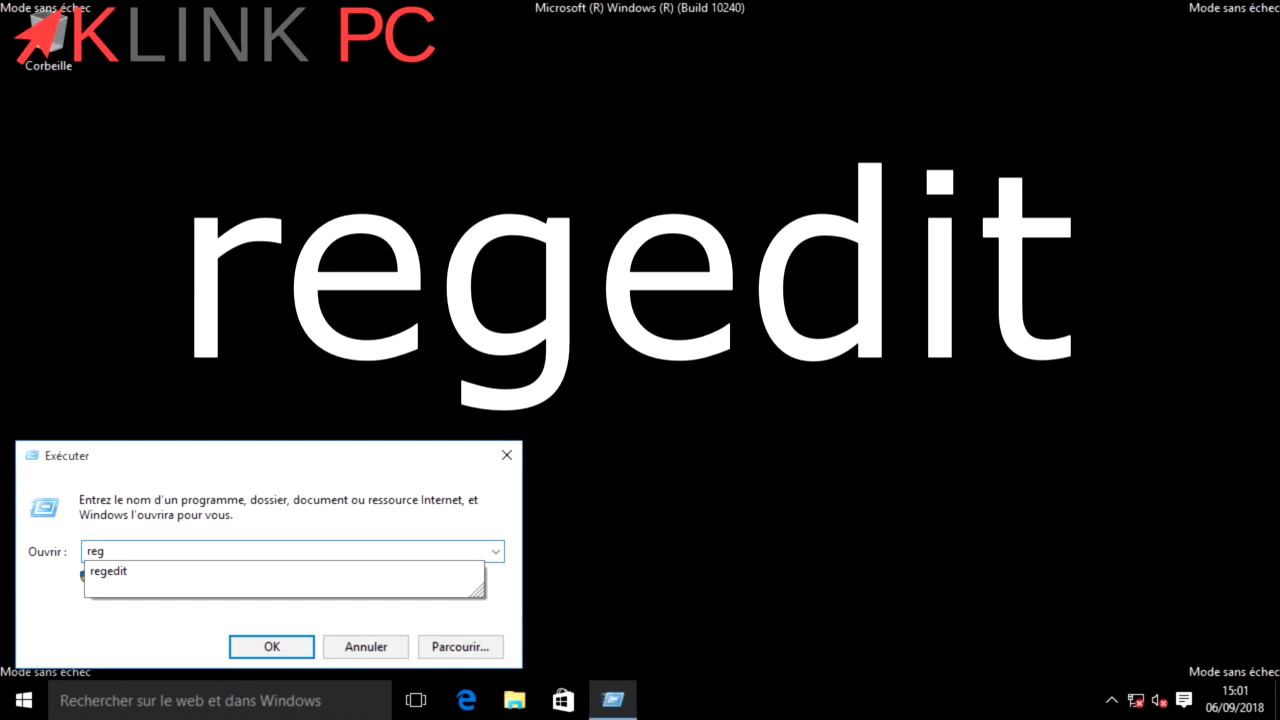 Mode sans échec
Microsoft (R) Windows (R) (Build 10240)
Mode sans échec
KLINK PC
Corbeille
regedit
Exécuter
Entrez le nom d'un programme, dossier, document ou ressource Internet, et
Windows l'ouvrira pour vous.
Ouvrir :
reg
regedit
OK
Annuler
Parcourir...
Mode sans échec
Mode sans échec
Rechercher sur le web et dans Windows
15:01
06/09/2018